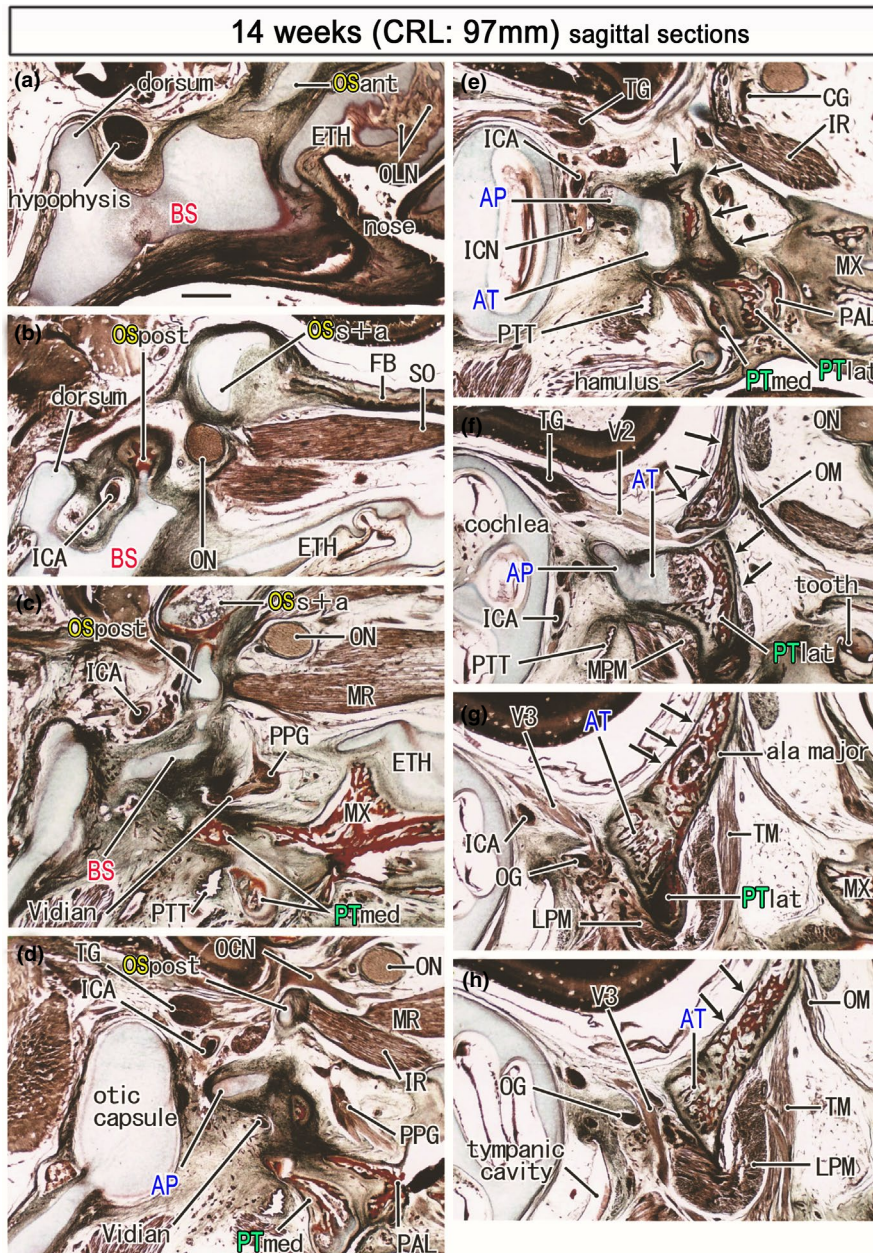 14 weeks (CRL: 97mm) sagittal sections
(a)
dorsum
OSant
ETH
OLN
hypophysis
BS
nose
(b)
OSpost
OSs+a
FB
SO
dorsum
ICA
BS
ON
ETH
(c)
OSs+a
OSpost
ON
ICA
MR
PPG
ETH
MX
BS
Vidian
PTT
PTmed
(d)
TG
OSpost
OCN
ON
ICA
MR
otic
capsule
IR
PPG
AP
Vidian
PTmed
PAL
(e)
TG
CG
IR
ICA
AP
ICN
AT
MX
PTT
PAL
hamulus
PTmed
PTlat
(f)
TG
V2
ON
AT
OM
cochlea
AP
tooth
ICA
PTT
MPM
PTlat
(g)
V3
AT
ala major
ICA
TM
OG
PTlat
MX
LPM
(h)
V3
OM
AT
OG
TM
tympanic
cavity
LPM